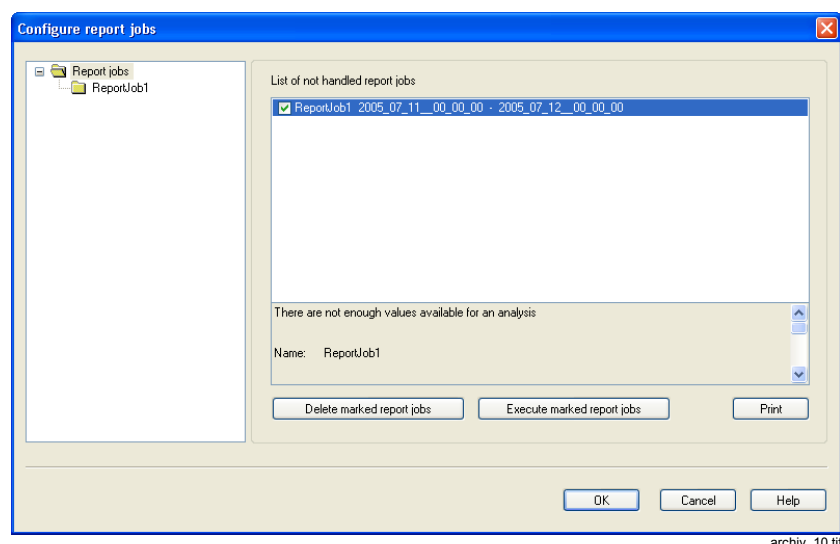 Configure report jobs
Report jobs
ReportJob1
List of not handled report jobs
ReportJob1 2005_07_11__00_00_00 - 2005_07_12__00_00_00
There are not enough values available for an analysis
Name: ReportJob1
Delete marked report jobs
Execute marked report jobs
Print
OK
Cancel
Help